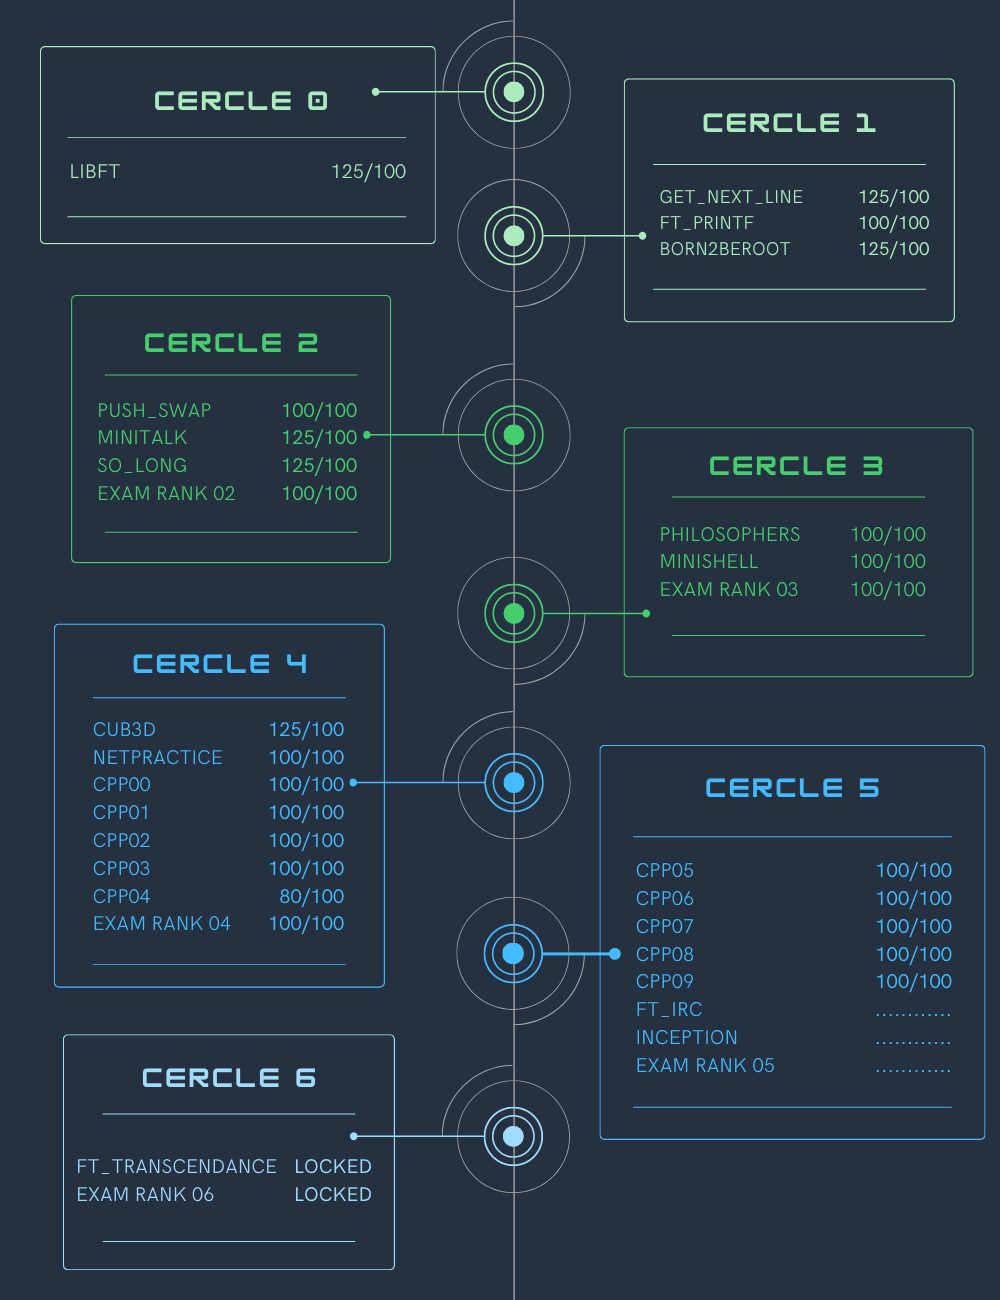 CERCLE 0
LIBFT 125/100
CERCLE 1
GET_NEXT_LINE 125/100
FT_PRINTF 100/100
BORN2BEROOT 125/100
CERCLE 2
PUSH_SWAP 100/100
MINITALK 125/100
SO_LONG 125/100
EXAM RANK 02 100/100
CERCLE 3
PHILOSOPHERS 100/100
MINISHELL 100/100
EXAM RANK 03 100/100
CERCLE 4
CUB3D 125/100
NETPRACTICE 100/100
CPP00 100/100
CPP01 100/100
CPP02 100/100
CPP03 100/100
CPP04 80/100
EXAM RANK 04 100/100
CERCLE 5
CPP05 100/100
CPP06 100/100
CPP07 100/100
CPP08 100/100
CPP09 100/100
FT_IRC ............
INCEPTION ............
EXAM RANK 05 ............
CERCLE 6
FT_TRANSCENDANCE LOCKED
EXAM RANK 06 LOCKED